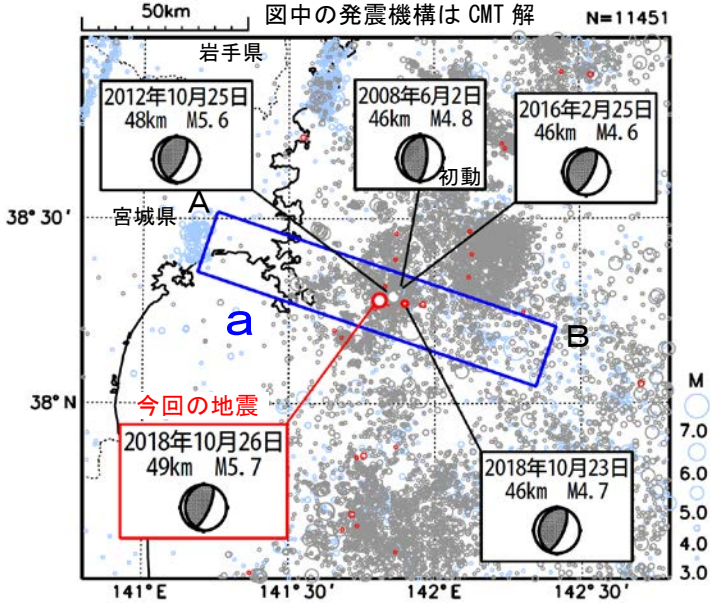 50km
図中の発震機構は CMT 解
N=11451
岩手県
2012年10月25日
48km M5.6
2008年6月2日
46km M4.8
初動
2016年2月25日
46km M4.6
38° 30'
宮城県
A
a
B
38° N
今回の地震
2018年10月26日
49km M5.7
2018年10月23日
46km M4.7
M
7.0
6.0
5.0
4.0
3.0
141°E
141° 30'
142°E
142° 30'